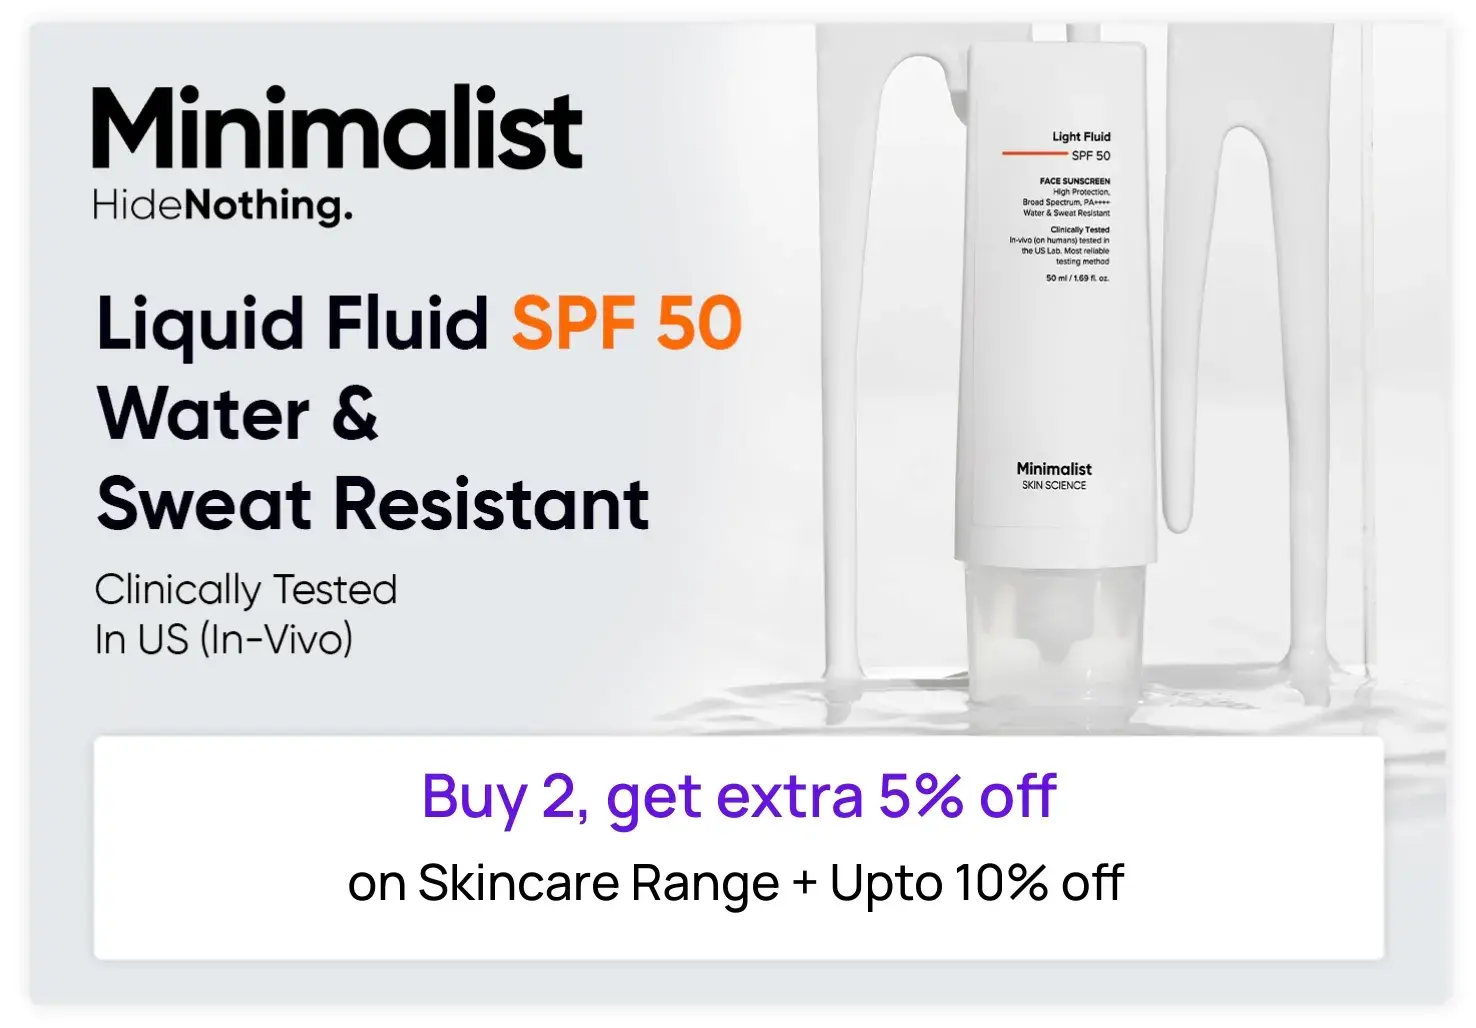 Minimalist
HideNothing.
Liquid Fluid SPF 50
Water &
Sweat Resistant
Clinically Tested
In US (In-Vivo)
Light Fluid
SPF 50
FACE SUNSCREEN
High Protection,
Broad Spectrum, PA++++
Water & Sweat Resistant
Clinically Tested
In-vivo (on humans) tested in
the US Lab. Most reliable
testing method
50 ml / 1.69 fl. oz.
Minimalist
SKIN SCIENCE
Buy 2, get extra 5% off
on Skincare Range + Upto 10% off